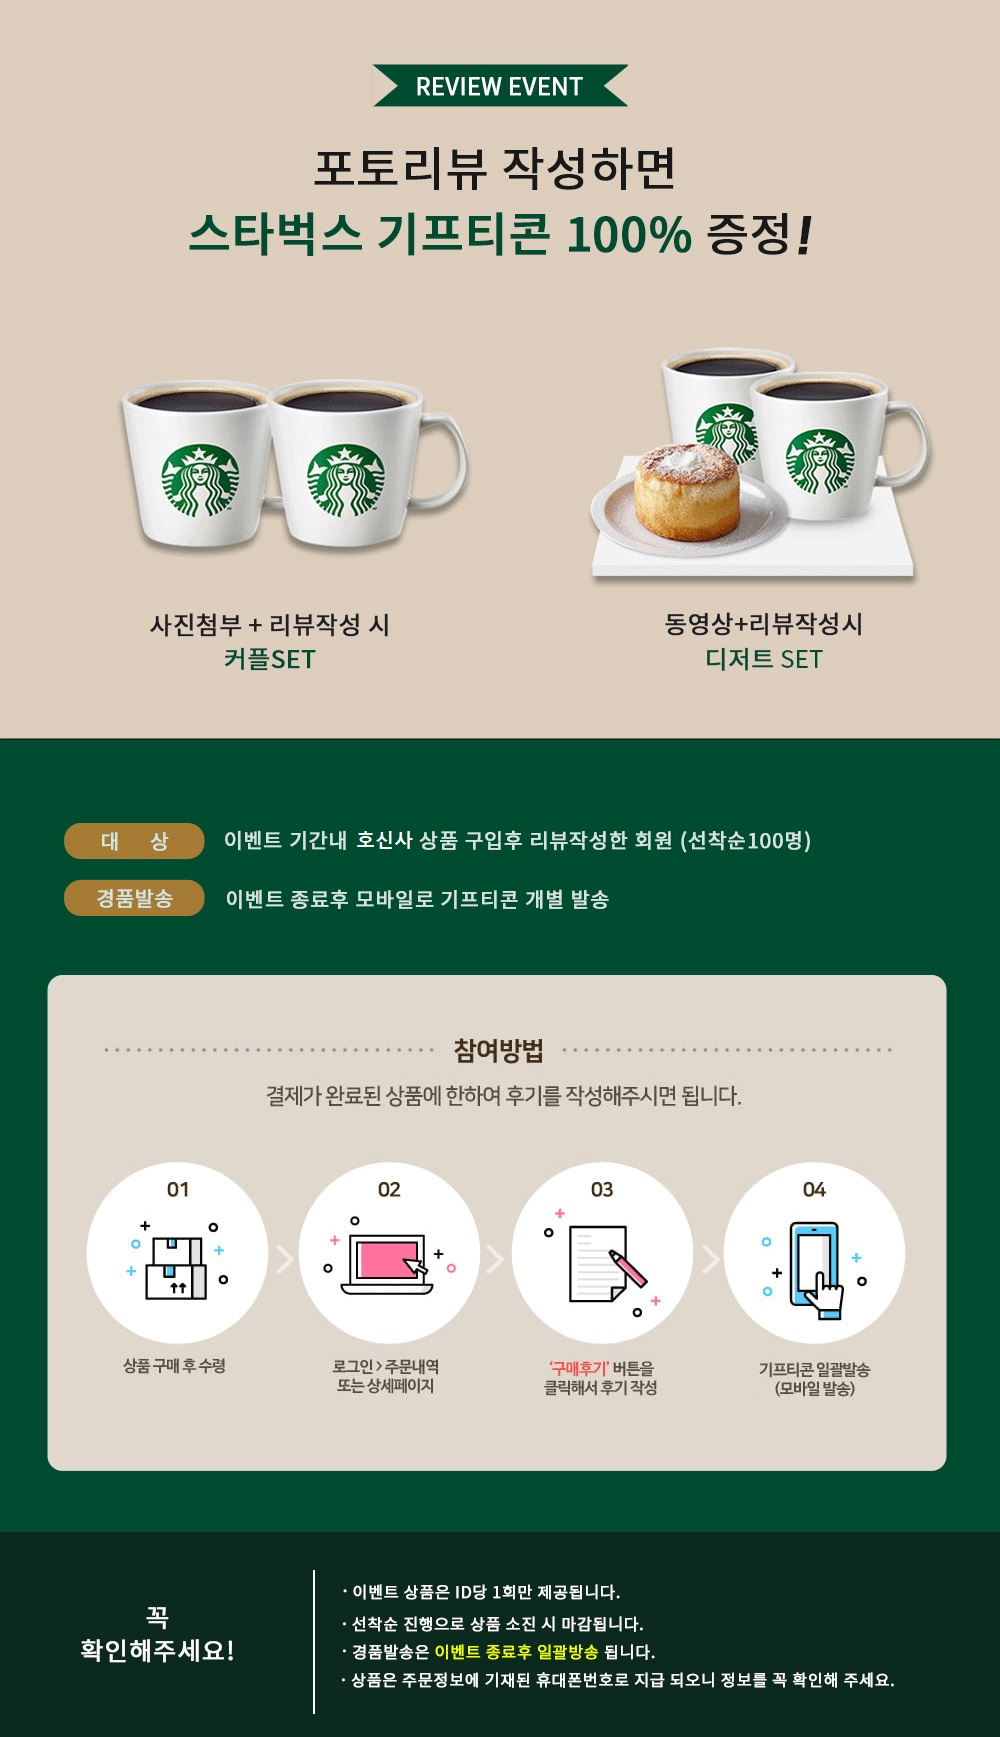 REVIEW EVENT
포토리뷰 작성하면
스타벅스 기프티콘 100% 증정!
사진첨부 + 리뷰작성 시
커플SET
동영상+리뷰작성시
디저트 SET
대 상
이벤트 기간내 호신사 상품 구입후 리뷰작성한 회원 (선착순100명)
경품발송
이벤트 종료후 모바일로 기프티콘 개별 발송
참여방법
결제가 완료된 상품에 한하여 후기를 작성해주시면 됩니다.
01
상품 구매 후 수령
02
로그인 > 주문내역
또는 상세페이지
03
'구매후기' 버튼을
클릭해서 후기 작성
04
기프티콘 일괄발송
(모바일 발송)
꼭
확인해주세요!
· 이벤트 상품은 ID당 1회만 제공됩니다.
· 선착순 진행으로 상품 소진 시 마감됩니다.
· 경품발송은 이벤트 종료후 일괄방송 됩니다.
· 상품은 주문정보에 기재된 휴대폰번호로 지급 되오니 정보를 꼭 확인해 주세요.